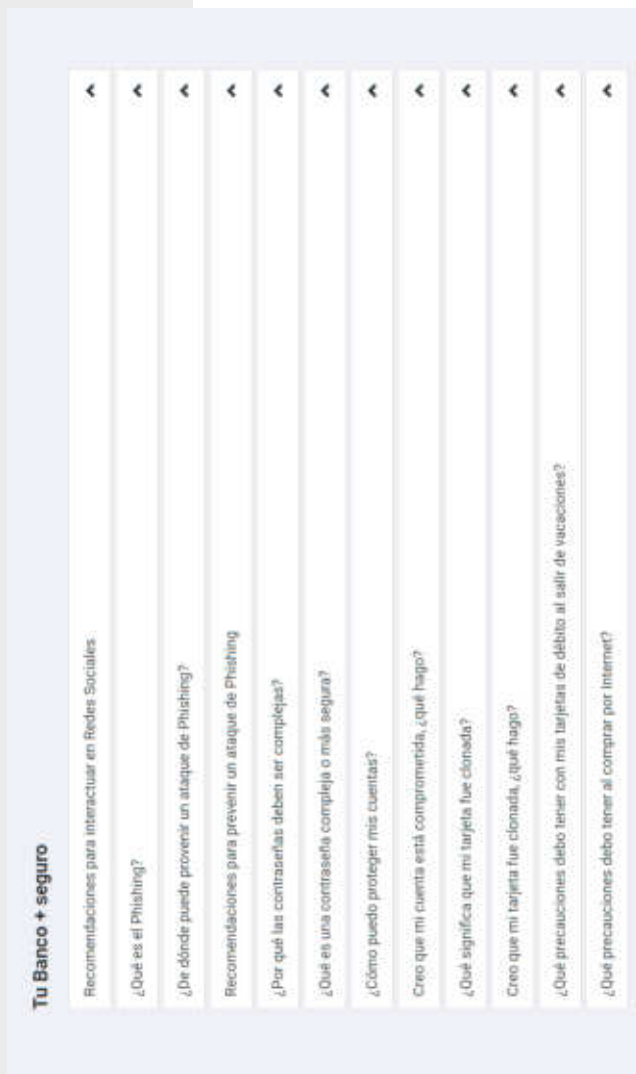 Tu Banco + seguro
Recomendaciones para interactuar en Redes Sociales
¿Qué es el Phishing?
¿De dónde puede provenir un ataque de Phishing?
Recomendaciones para prevenir un ataque de Phishing
¿Por qué las contraseñas deben ser complejas?
¿Qué es una contraseña compleja o más segura?
¿Cómo puedo proteger mis cuentas?
Creo que mi cuenta está comprometida, ¿qué hago?
¿Qué significa que mi tarjeta fue clonada?
Creo que mi tarjeta fue clonada, ¿qué hago?
¿Qué precauciones debo tener con mis tarjetas de débito al salir de vacaciones?
¿Qué precauciones debo tener al comprar por Internet?